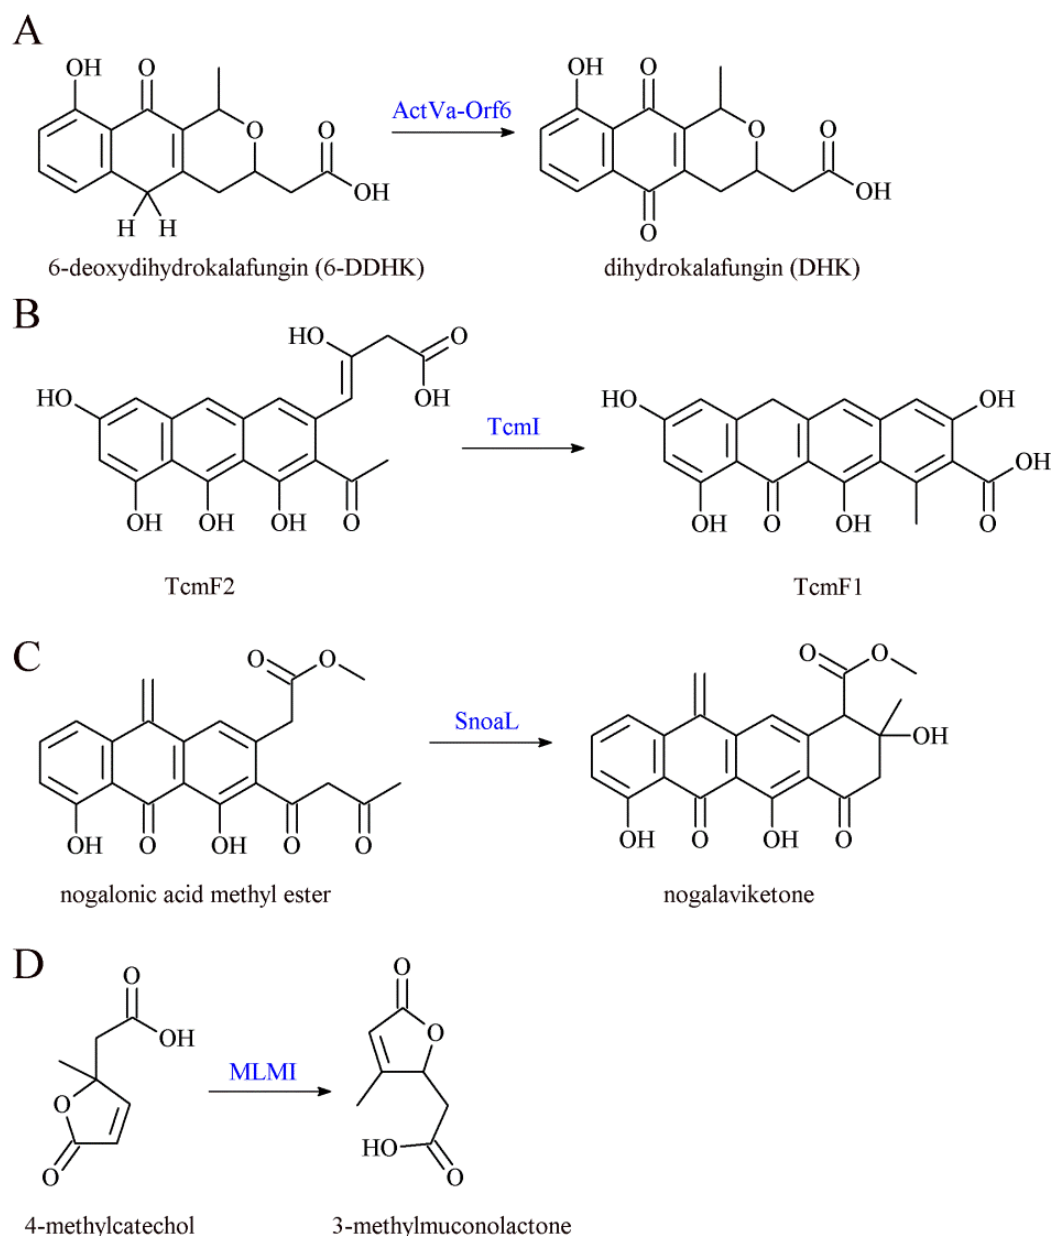 A
OH
O
O
O
OH
H
H
ActVa-Orf6
OH
O
O
O
OH
O
6-deoxydihydrokalafungin (6-DDHK)
dihydrokalafungin (DHK)
B
HO
O
OH
HO
OH
OH
OH
O
TcmI
HO
OH
OH
OH
O
OH
O
TcmF2
TcmF1
C
O
O
OH
O
OH
O
O
SnoaL
O
O
OH
OH
O
OH
O
nogalonic acid methyl ester
nogalaviketone
D
O
OH
O
O
MLMI
O
O
HO
O
4-methylcatechol
3-methylmuconolactone